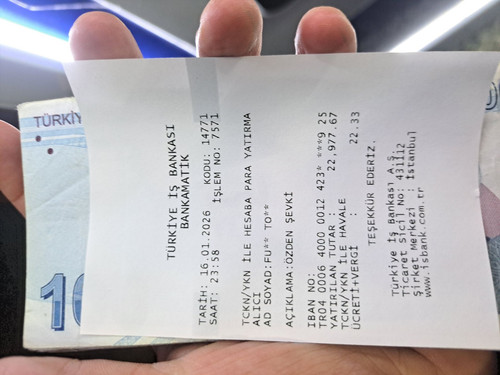 TÜRKİYE İŞ BANKASI
BANKAMATİK
TARİH: 16.01.2026 KODU: 14771
SAAT: 23:58 İŞLEM NO: 7571
TCKN/YKN İLE HESABA PARA YATIRMA
ALICI
AD SOYAD:FU** TO**
AÇIKLAMA:ÖZDEN ŞEVKİ
IBAN NO:
TR04 0006 4000 0012 423* ***9 25
YATIRILAN TUTAR : 22,977.67
TCKN/YKN İLE HAVALE
ÜCRETİ+VERGİ : 22.33
TEŞEKKÜR EDERİZ.
Türkiye İş Bankası A.Ş.
Ticaret Sicil No: 431112
Şirket Merkezi : İstanbul
www.isbank.com.tr
TÜRKİY
10